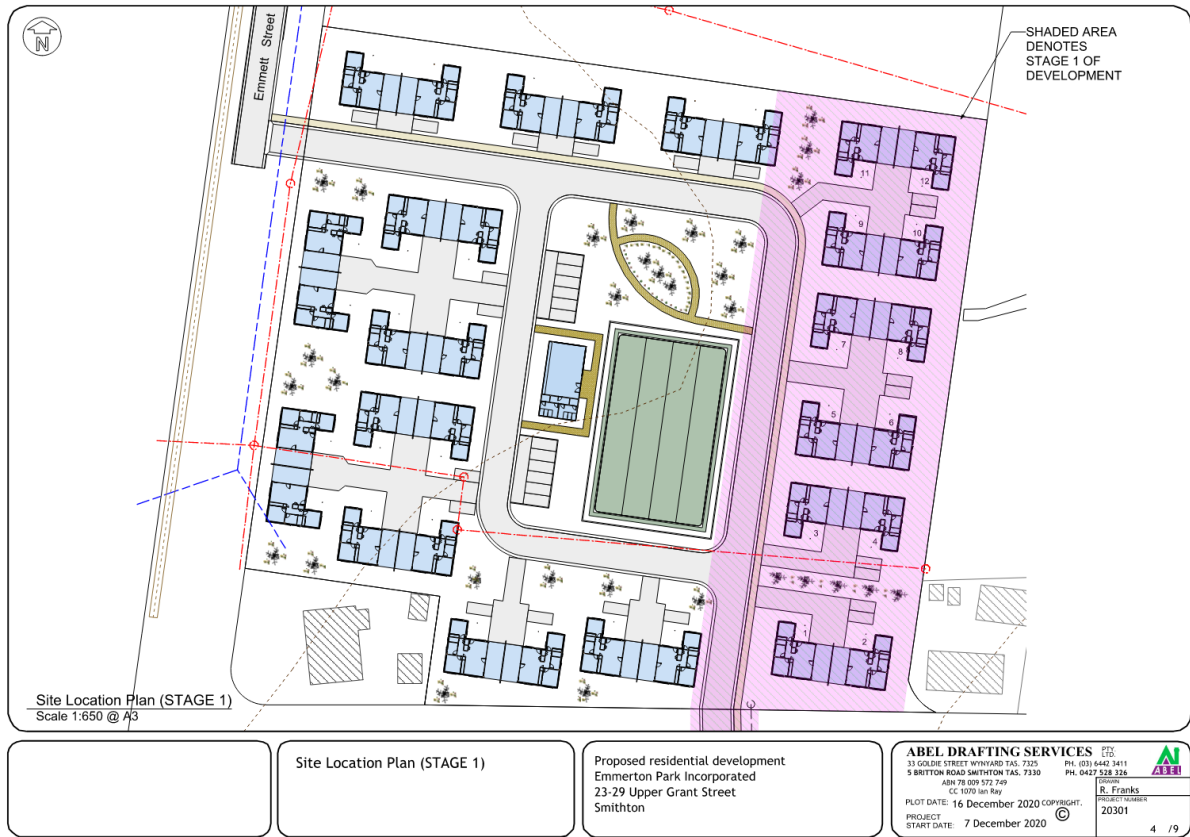 N
Emmett Street
SHADED AREA
DENOTES
STAGE 1 OF
DEVELOPMENT
11
12
9
10
7
8
5
6
3
4
1
2
Site Location Plan (STAGE 1)
Scale 1:650 @ A3
Site Location Plan (STAGE 1)
Proposed residential development
Emmerton Park Incorporated
23-29 Upper Grant Street
Smithton
ABEL DRAFTING SERVICES PTY. LTD.
33 GOLDIE STREET WYNYARD TAS. 7325 PH. (03) 6442 3411
5 BRITTON ROAD SMITHTON TAS. 7330 PH. 0427 528 326
ABN 78 009 572 749
CC 1070 Ian Ray
PLOT DATE: 16 December 2020 COPYRIGHT. ©
PROJECT
START DATE: 7 December 2020
ABEL
DRAWN
R. Franks
PROJECT NUMBER
20301
4 /9